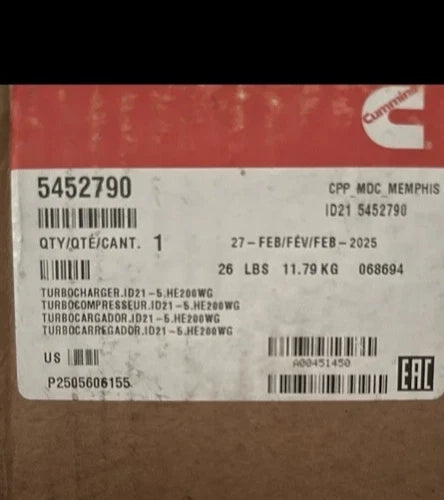 Cummins
5452790
CPP_MDC_MEMPHIS
ID21 5452790
QTY/QTÉ/CANT. 1
27-FEB/FÉV/FEB-2025
26 LBS 11.79 KG 068694
TURBOCHARGER.ID21-5.HE200WG
TURBOCOMPRESSEUR.ID21-5.HE200WG
TURBOCARGADOR.ID21-5.HE200WG
TURBOCARREGADOR.ID21-5.HE200WG
US
A00451450
P2505606155
EAC